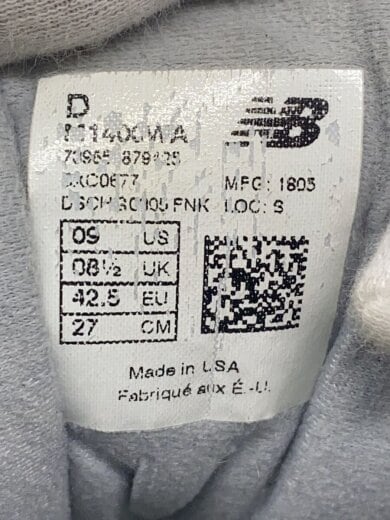 D
M1400WA
MFG: 1805
LOC: S
09 US
08½ UK
42.5 EU
27 CM
Made in USA
Fabriqué aux É.-U.